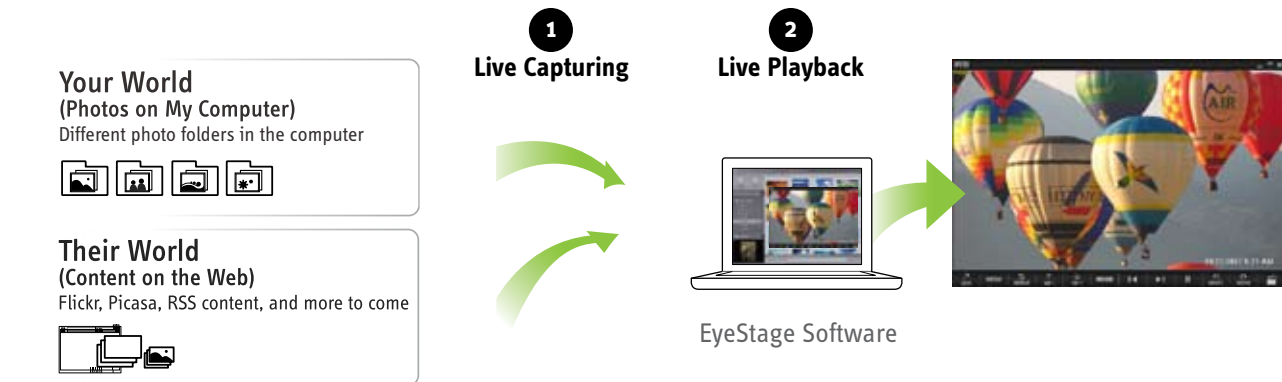 Your World
(Photos on My Computer)
Different photo folders in the computer
Their World
(Content on the Web)
Flickr, Picasa, RSS content, and more to come
1
Live Capturing
2
Live Playback
EyeStage Software
AIR